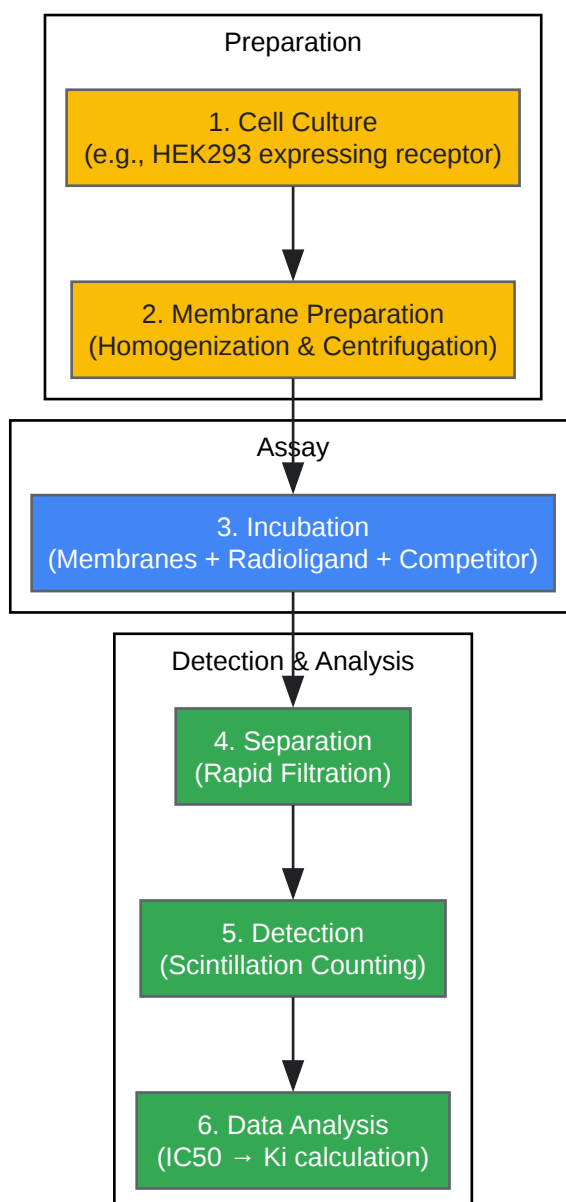 Preparation
1. Cell Culture
(e.g., HEK293 expressing receptor)
2. Membrane Preparation
(Homogenization & Centrifugation)
Assay
3. Incubation
(Membranes + Radioligand + Competitor)
Detection & Analysis
4. Separation
(Rapid Filtration)
5. Detection
(Scintillation Counting)
6. Data Analysis
(IC50 → Ki calculation)